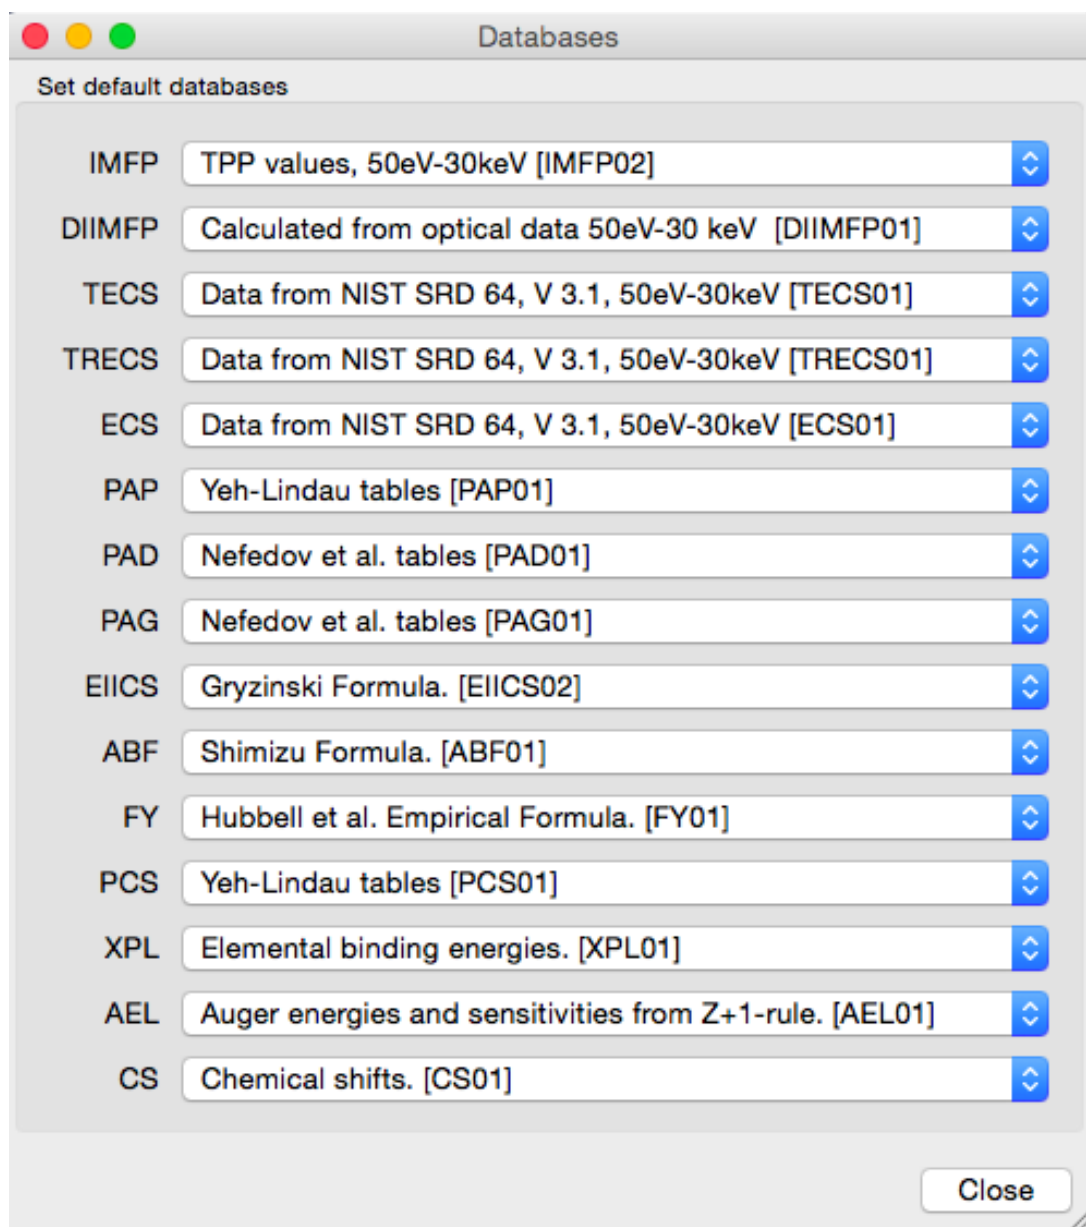 Databases
Set default databases
IMFP TPP values, 50eV-30keV [IMFP02]
DIIMFP Calculated from optical data 50eV-30 keV  [DIIMFP01]
TECS Data from NIST SRD 64, V 3.1, 50eV-30keV [TECS01]
TRECS Data from NIST SRD 64, V 3.1, 50eV-30keV [TRECS01]
ECS Data from NIST SRD 64, V 3.1, 50eV-30keV [ECS01]
PAP Yeh-Lindau tables [PAP01]
PAD Nefedov et al. tables [PAD01]
PAG Nefedov et al. tables [PAG01]
EIICS Gryzinski Formula. [EIICS02]
ABF Shimizu Formula. [ABF01]
FY Hubbell et al. Empirical Formula. [FY01]
PCS Yeh-Lindau tables [PCS01]
XPL Elemental binding energies. [XPL01]
AEL Auger energies and sensitivities from Z+1-rule. [AEL01]
CS Chemical shifts. [CS01]
Close